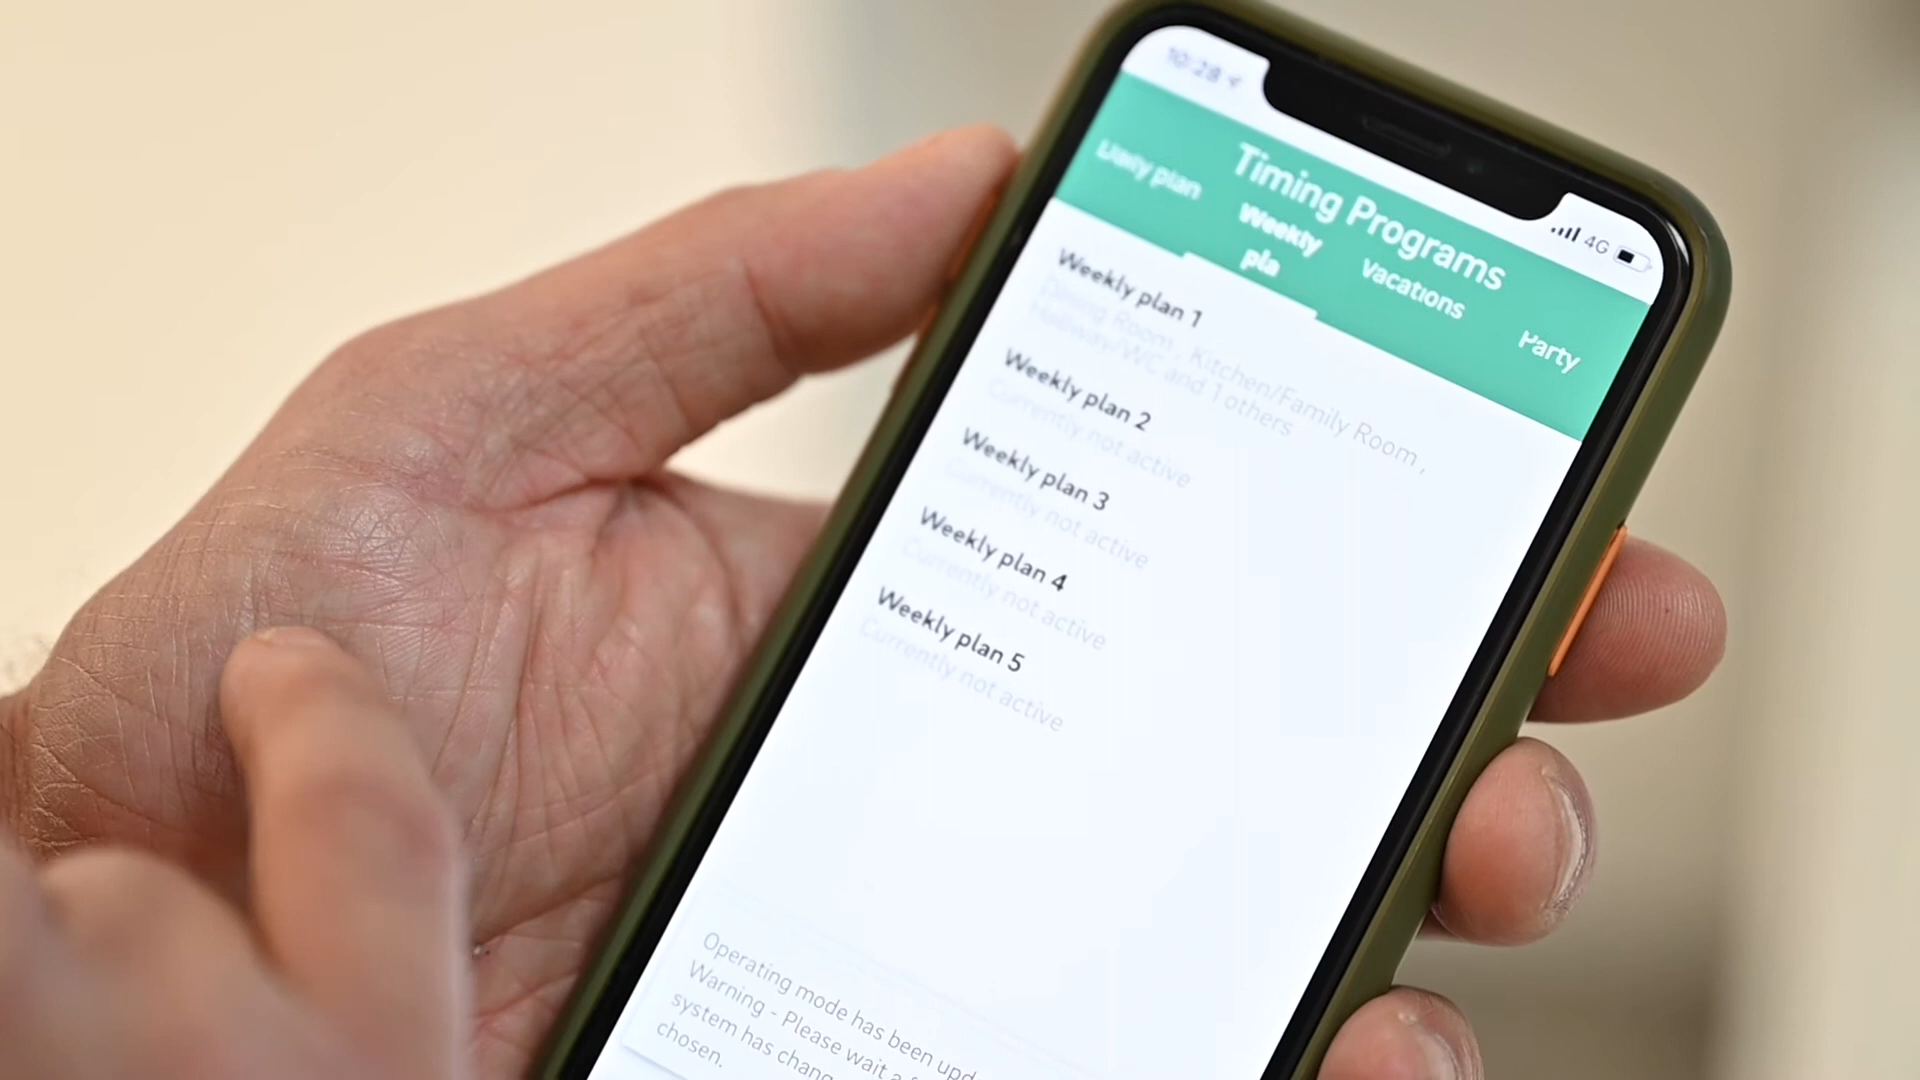 10:28
4G
Timing Programs
Daily plan
Weekly
pla
Vacations
Party
Weekly plan 1
Dining Room , Kitchen/Family Room ,
Hallway/WC and 1 others
Weekly plan 2
Currently not active
Weekly plan 3
Currently not active
Weekly plan 4
Currently not active
Weekly plan 5
Currently not active
Operating mode has been upd
Warning - Please wait a
system has chang
chosen.